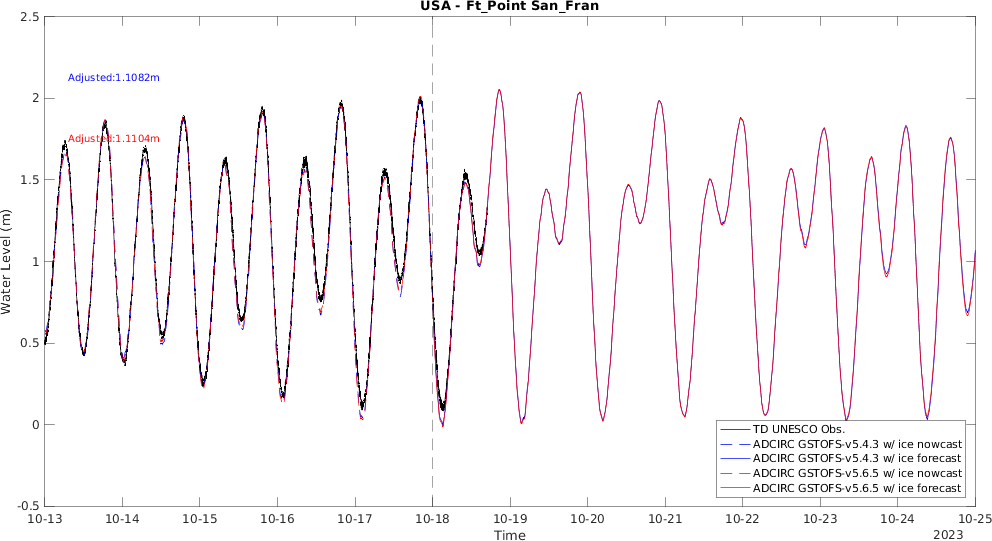 USA - Ft_Point San_Fran
2.5
2
1.5
1
0.5
0
-0.5
Water Level (m)
Adjusted:1.1082m
Adjusted:1.1104m
TD UNESCO Obs.
ADCIRC GSTOFS-v5.4.3 w/ ice nowcast
ADCIRC GSTOFS-v5.4.3 w/ ice forecast
ADCIRC GSTOFS-v5.6.5 w/ ice nowcast
ADCIRC GSTOFS-v5.6.5 w/ ice forecast
10-13 10-14 10-15 10-16 10-17 10-18 10-19 10-20 10-21 10-22 10-23 10-24 10-25
Time
2023